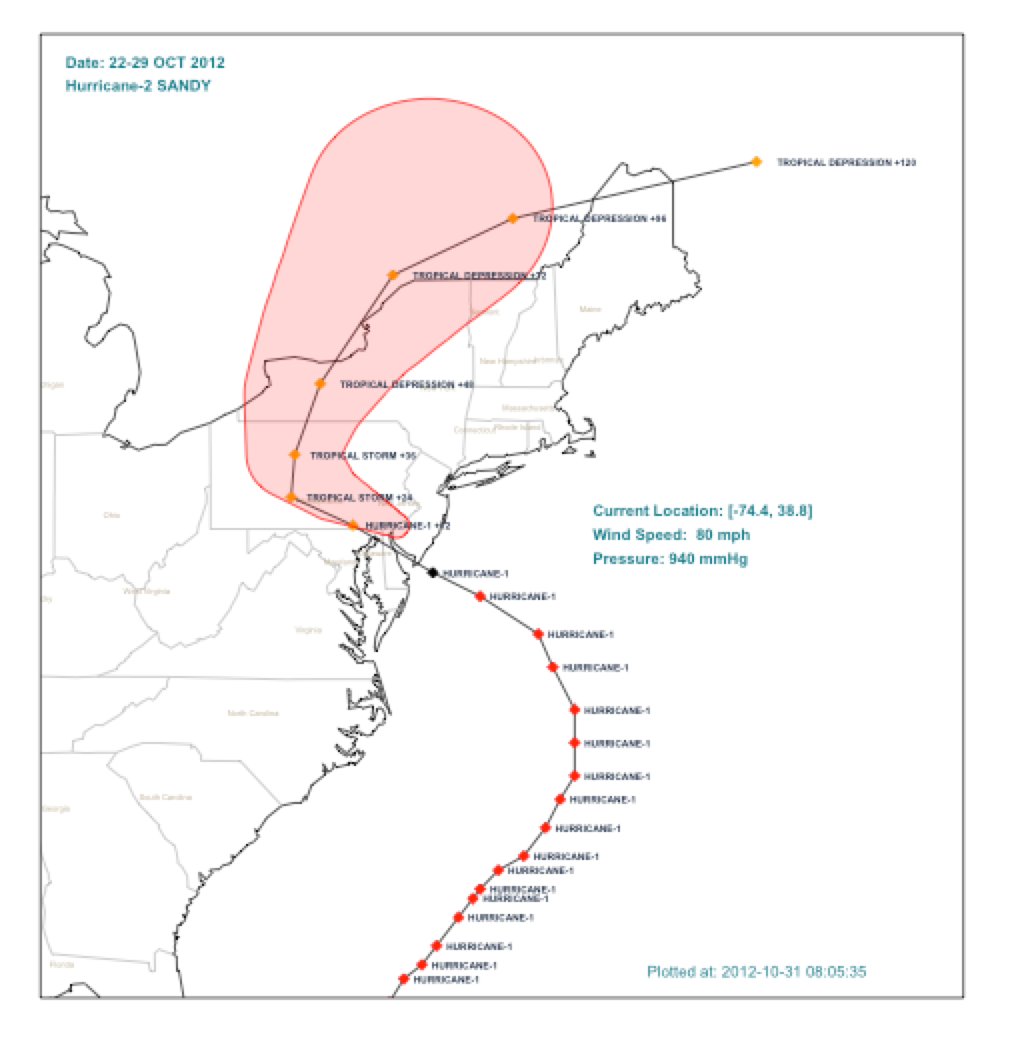 Date: 22-29 OCT 2012
Hurricane-2 SANDY
TROPICAL DEPRESSION +120
TROPICAL DEPRESSION +96
TROPICAL DEPRESSION +72
Vermont
Maine
New Hampshire
TROPICAL DEPRESSION +48
Massachusetts
Connecticut
Rhode Island
TROPICAL STORM +36
TROPICAL STORM +24
Current Location: [-74.4, 38.8]
Ohio
HURRICANE-1 +12
Wind Speed: 80 mph
Pressure: 940 mmHg
HURRICANE-1
West Virginia
HURRICANE-1
Virginia
HURRICANE-1
HURRICANE-1
HURRICANE-1
North Carolina
HURRICANE-1
HURRICANE-1
South Carolina
HURRICANE-1
Georgia
HURRICANE-1
HURRICANE-1
HURRICANE-1
HURRICANE-1
HURRICANE-1
HURRICANE-1
HURRICANE-1
Florida
HURRICANE-1
Plotted at: 2012-10-31 08:05:35
HURRICANE-1